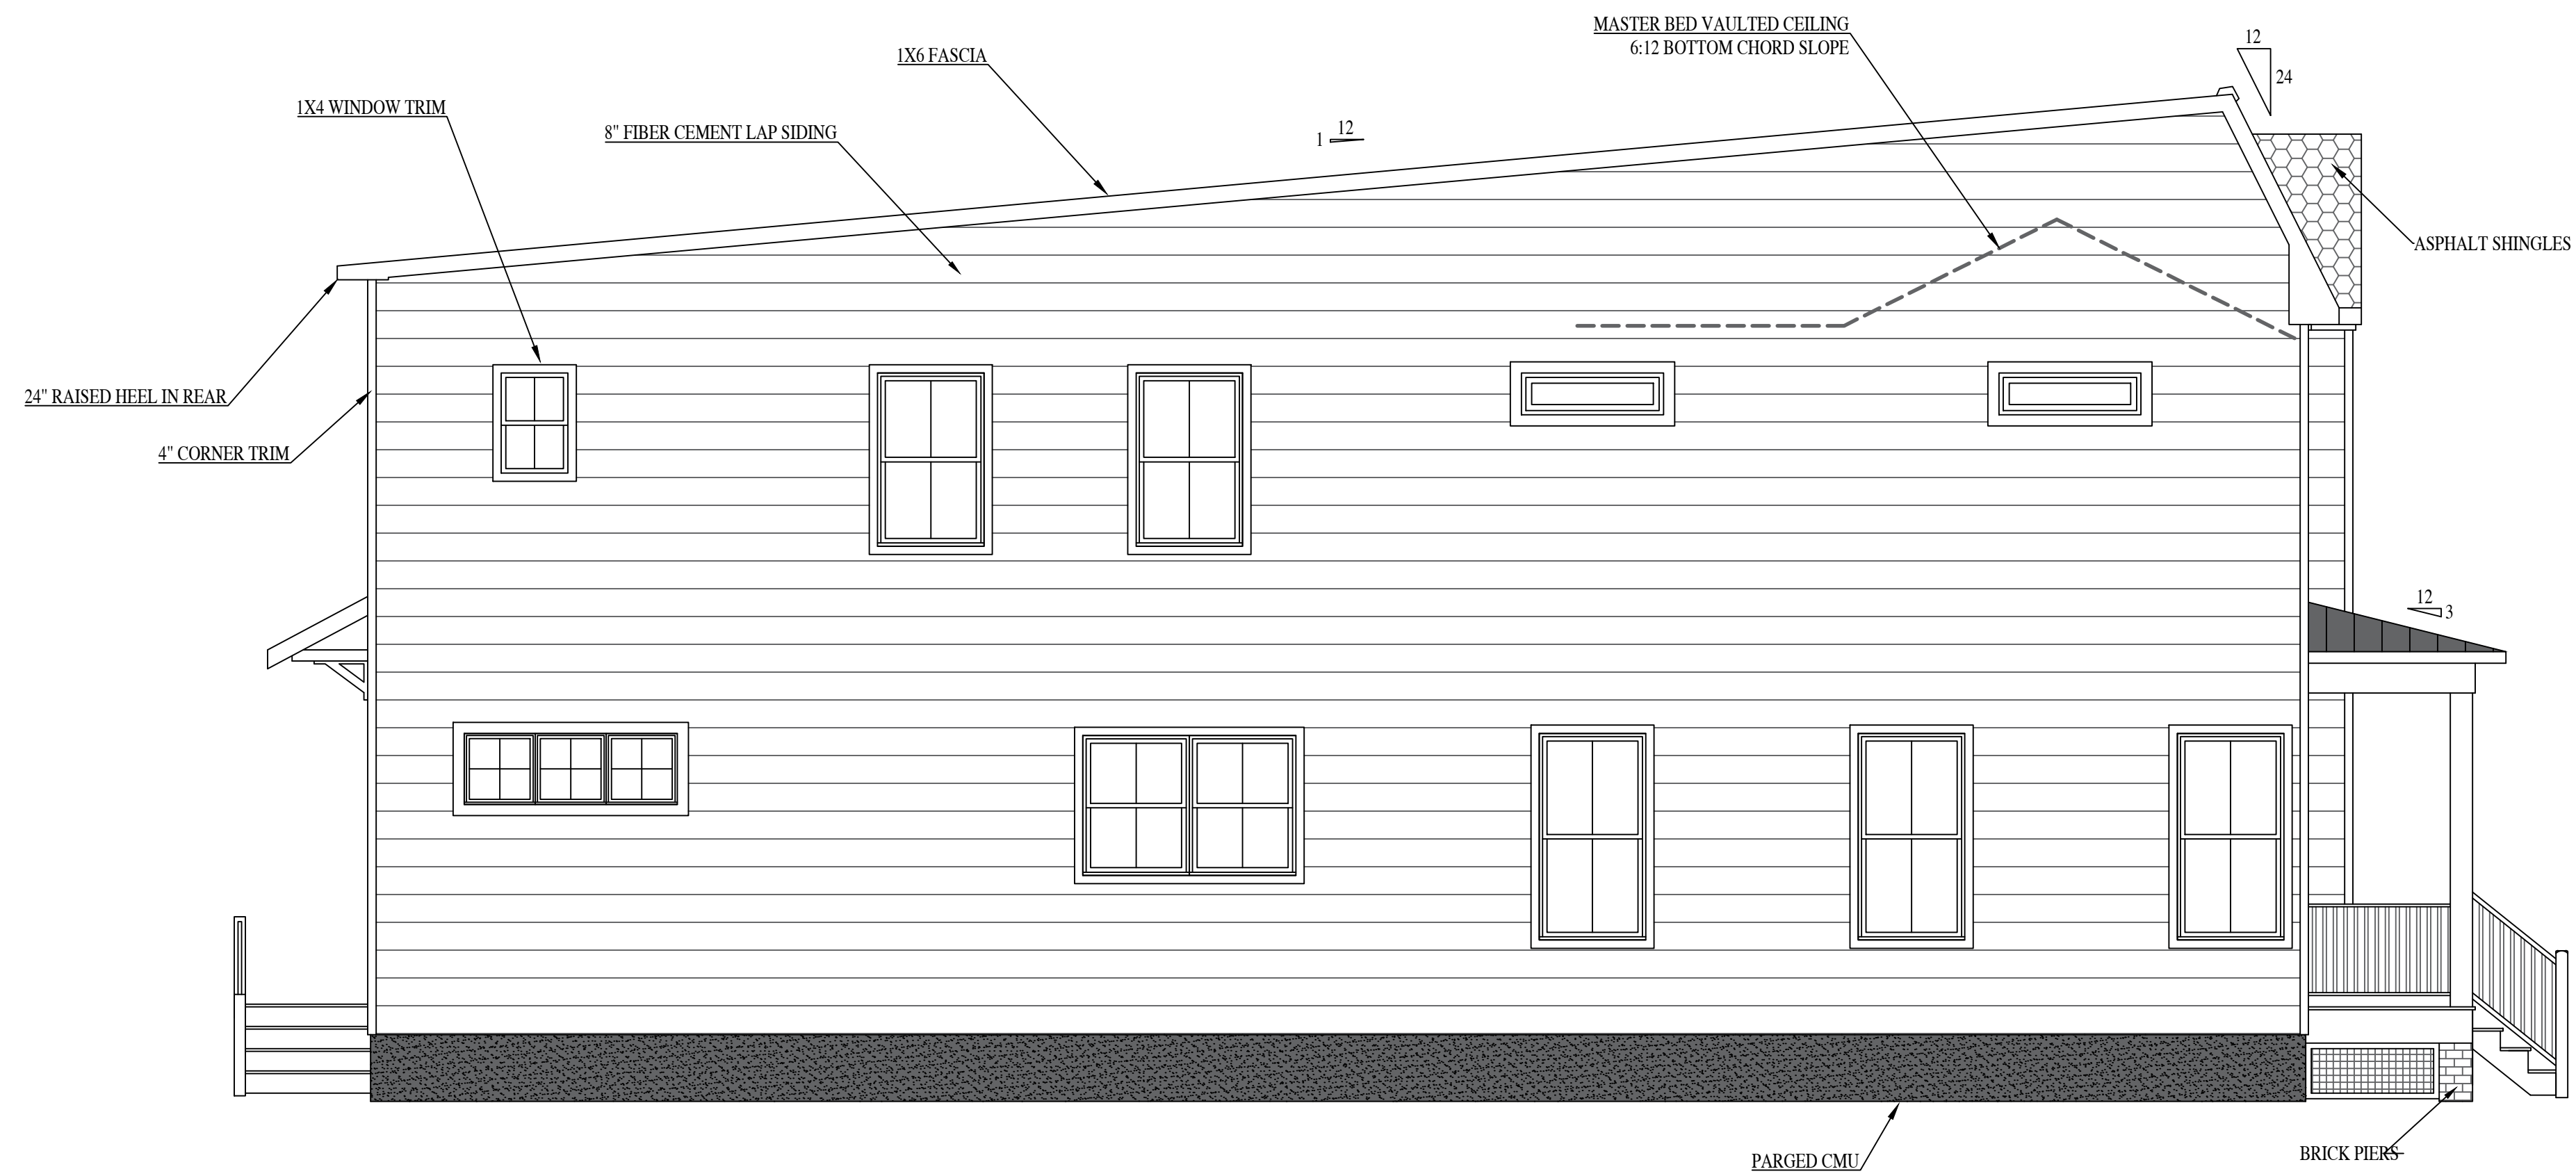 MASTER BED VAULTED CEILING
6:12 BOTTOM CHORD SLOPE
12
24
1X6 FASCIA
1X4 WINDOW TRIM
8" FIBER CEMENT LAP SIDING
12
1
ASPHALT SHINGLES
24" RAISED HEEL IN REAR
4" CORNER TRIM
12
3
BRICK PIERS
PARGED CMU